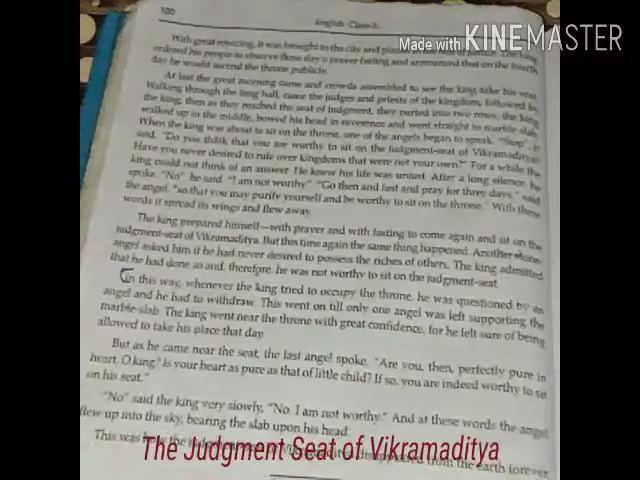 100
English Class-X
Made with KINEMASTER
With great rejoicing, it was brought to the city and placed in the hall of justice. The king
ordered his people to observe three day's prayer fasting and announced that on the fourth
day he would ascend the throne publicly.
At last the great morning came and crowds assembled to see the king take his seat.
Walking through the long hall, came the judges and priests of the kingdom, followed by
the king, then as they reached the seat of judgment, they parted into two rows, the king
walked up in the middle, bowed his head in reverence and went straight to marble slab.
When the king was about to sit on the throne, one of the angels began to speak. "Stop". It
said, "Do you think that you are worthy to sit on the judgment-seat of Vikramaditya.
Have you never desired to rule over kingdoms that were not your own?" For a while the
king could not think of an answer. He knew his life was unjust. After a long silence, he
spoke. "No" he said. "I am not worthy". "Go then and fast and pray for three days," said
the angel, "so that you may purify yourself and be worthy to sit on the throne." With these
words it spread its wings and flew away.
The king prepared himself—with prayer and with fasting to come again and sit on the
judgment-seat of Vikramaditya. But this time again the same thing happened. Another stone-
angel asked him if he had never desired to possess the riches of others. The king admitted
that he had done so and, therefore, he was not worthy to sit on the judgment-seat.
In this way, whenever the king tried to occupy the throne, he was questioned by an
angel and he had to withdraw. This went on till only one angel was left supporting the
marble-slab. The king went near the throne with great confidence, for he felt sure of being
allowed to take his place that day.
But as he came near the seat, the last angel spoke, "Are you, then, perfectly pure in
heart, O king? Is your heart as pure as that of little child? If so, you are indeed worthy to sit
on his seat."
"No" said the king very slowly, "No. I am not worthy." And at these words the angel
flew up into the sky, bearing the slab upon his head.
This was how the disappeared from the earth forever
The Judgment Seat of Vikramaditya